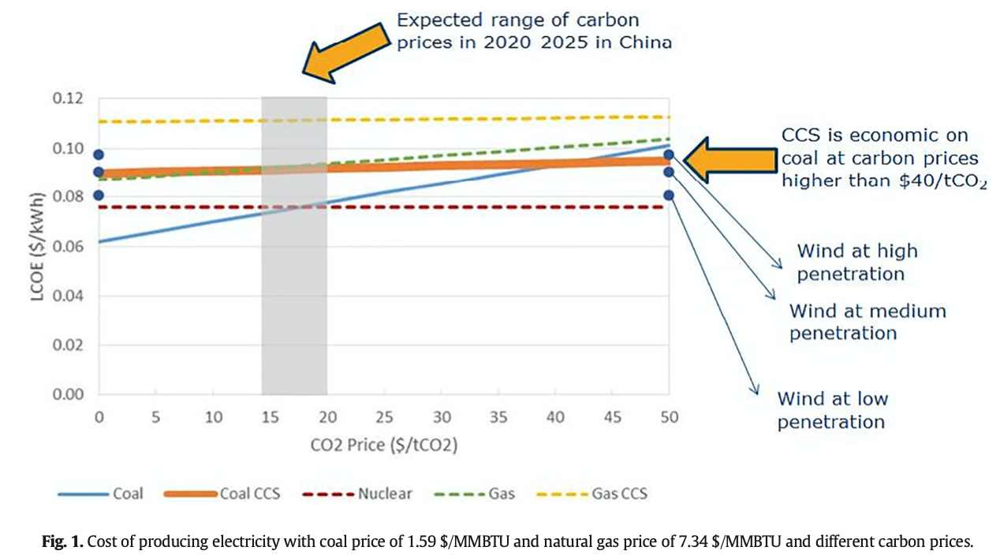 Expected range of carbon
prices in 2020 2025 in China
0.12
0.10
0.08
0.06
0.04
0.02
0.00
LCOE ($/kWh)
0 5 10 15 20 25 30 35 40 45 50
CO2 Price ($/tCO2)
CCS is economic on
coal at carbon prices
higher than $40/tCO₂
Wind at high
penetration
Wind at medium
penetration
Wind at low
penetration
Coal Coal CCS Nuclear Gas Gas CCS
Fig. 1. Cost of producing electricity with coal price of 1.59 $/MMBTU and natural gas price of 7.34 $/MMBTU and different carbon prices.